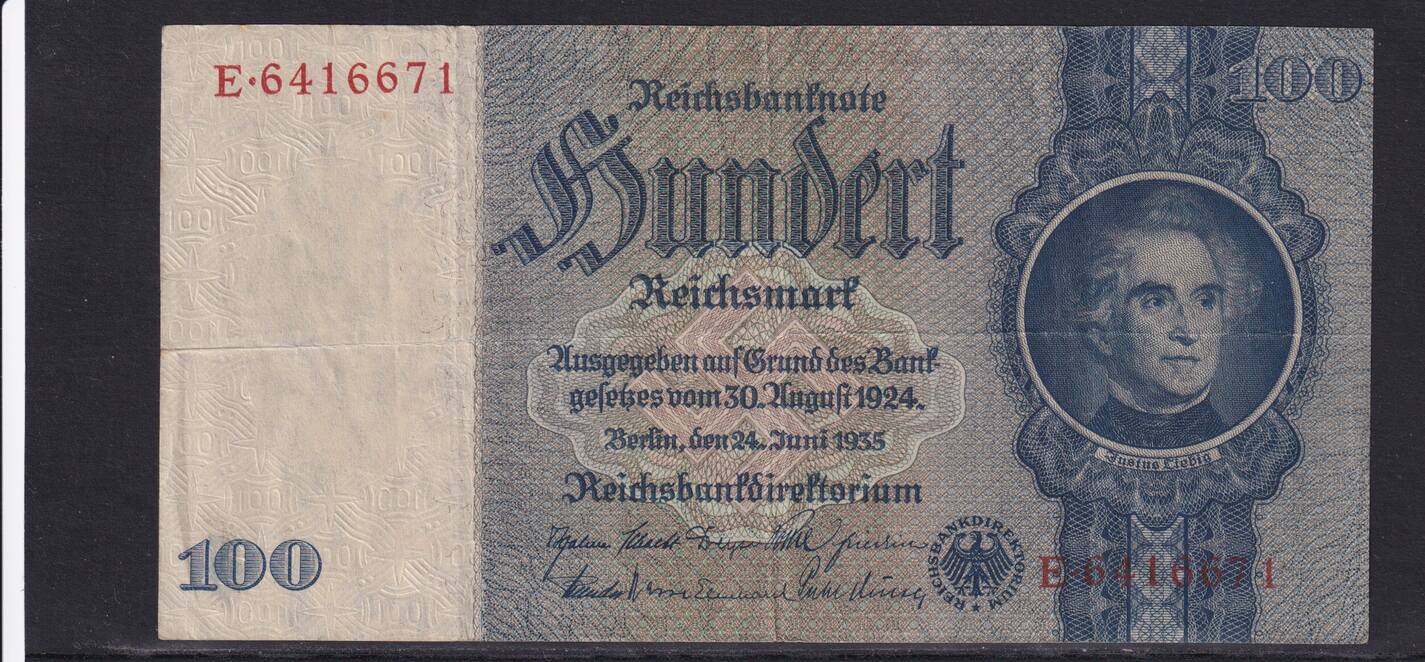 E·6416671
100
Reichsbanknote
Hundert
Reichsmark
Ausgegeben auf Grund des Bank-
gesetzes vom 30. August 1924.
Berlin, den 24. Juni 1935
Reichsbankdirektorium
100
Justus Liebig
REICHSBANKDIREKTORIUM
E·6416671
100